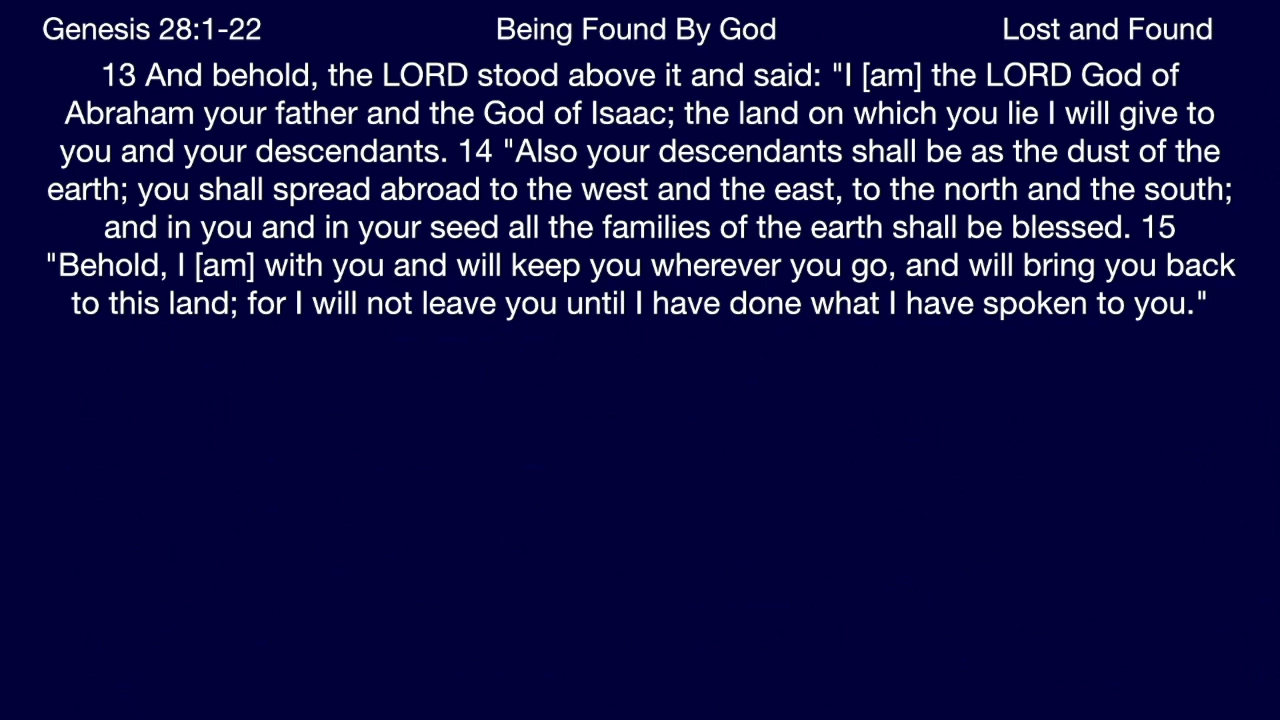 Genesis 28:1-22 Being Found By God Lost and Found
13 And behold, the LORD stood above it and said: "I [am] the LORD God of
Abraham your father and the God of Isaac; the land on which you lie I will give to
you and your descendants. 14 "Also your descendants shall be as the dust of the
earth; you shall spread abroad to the west and the east, to the north and the south;
and in you and in your seed all the families of the earth shall be blessed. 15
"Behold, I [am] with you and will keep you wherever you go, and will bring you back
to this land; for I will not leave you until I have done what I have spoken to you."